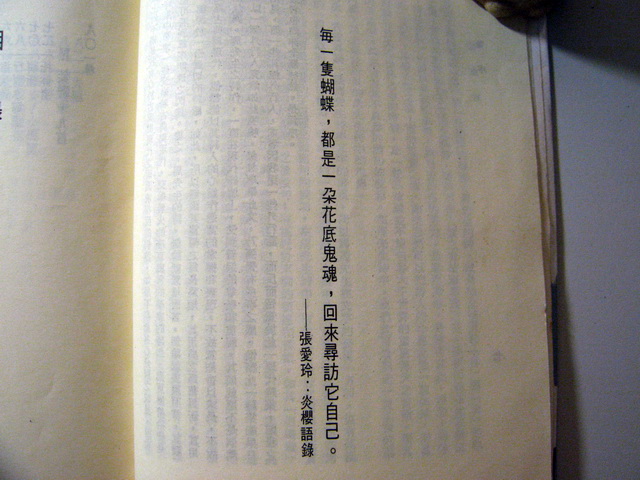 每一隻蝴蝶，都是一朵花底鬼魂，回來尋訪它自己。
——張愛玲：炎櫻語錄